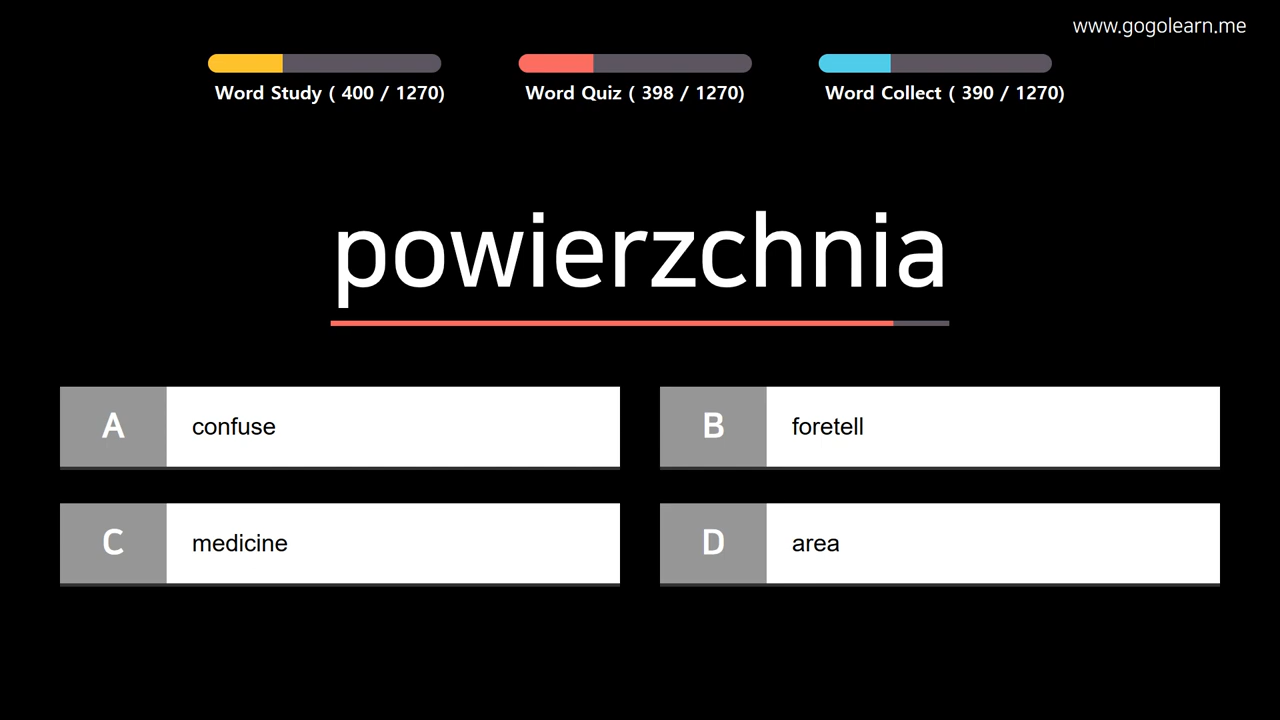 www.gogolearn.me
Word Study ( 400 / 1270)
Word Quiz ( 398 / 1270)
Word Collect ( 390 / 1270)
powierzchnia
A confuse
B foretell
C medicine
D area